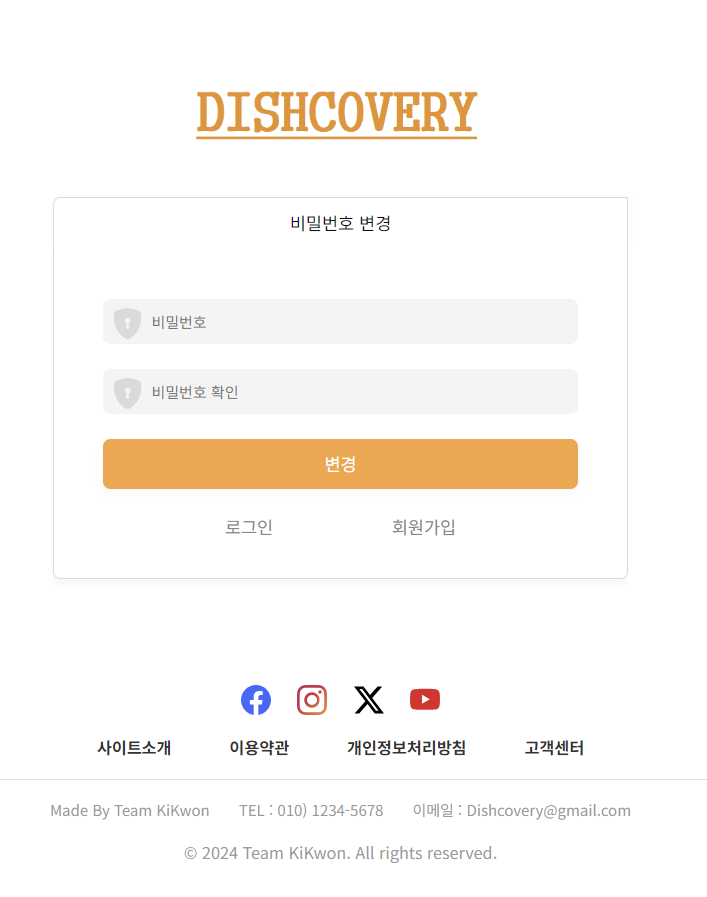 DISHCOVERY
비밀번호 변경
비밀번호
비밀번호 확인
변경
로그인 회원가입
사이트소개 이용약관 개인정보처리방침 고객센터
Made By Team KiKwon TEL : 010) 1234-5678 이메일 : Dishcovery@gmail.com
© 2024 Team KiKwon. All rights reserved.